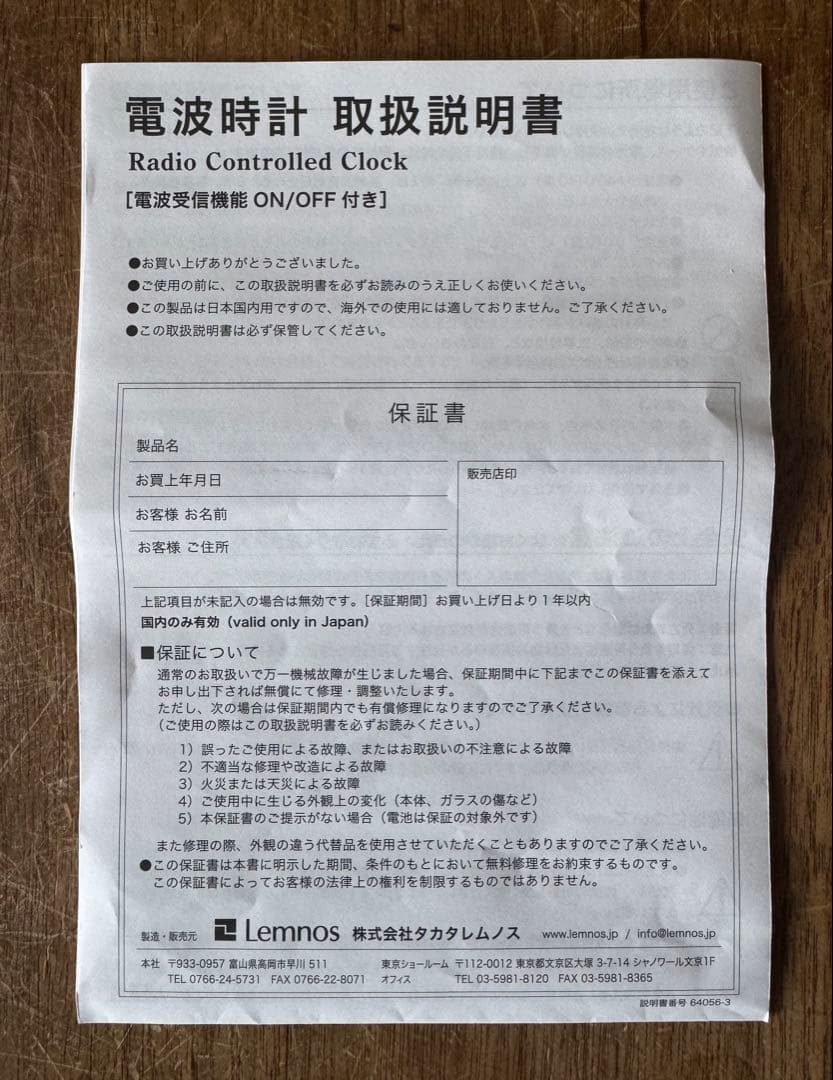 電波時計 取扱説明書
Radio Controlled Clock
［電波受信機能 ON/OFF 付き］
●お買い上げありがとうございました。
●ご使用の前に、この取扱説明書を必ずお読みのうえ正しくお使いください。
●この製品は日本国内用ですので、海外での使用には適しておりません。ご了承ください。
●この取扱説明書は必ず保管してください。
保証書
製品名
お買上年月日
販売店印
お客様 お名前
お客様 ご住所
上記項目が未記入の場合は無効です。［保証期間］お買い上げ日より１年以内
国内のみ有効（valid only in Japan）
■保証について
通常のお取扱いで万一機械故障が生じました場合、保証期間中に下記までこの保証書を添えて
お申し出下されば無償にて修理・調整いたします。
ただし、次の場合は保証期間内でも有償修理になりますのでご了承ください。
（ご使用の際はこの取扱説明書を必ずお読みください。）
1）誤ったご使用による故障、またはお取扱いの不注意による故障
2）不適当な修理や改造による故障
3）火災または天災による故障
4）ご使用中に生じる外観上の変化（本体、ガラスの傷など）
5）本保証書のご提示がない場合（電池は保証の対象外です）
また修理の際、外観の違う代替品を使用させていただくこともありますのでご了承ください。
●この保証書は本書に明示した期間、条件のもとにおいて無料修理をお約束するものです。
この保証書によってお客様の法律上の権利を制限するものではありません。
製造・販売元 Lemnos 株式会社タカタレムノス www.lemnos.jp / info@lemnos.jp
本社 〒933-0957 富山県高岡市早川 511 東京ショールーム 〒112-0012 東京都文京区大塚 3-7-14 シャノワール文京1F
TEL 0766-24-5731 FAX 0766-22-8071 オフィス TEL 03-5981-8120 FAX 03-5981-8365
説明書番号 64056-3